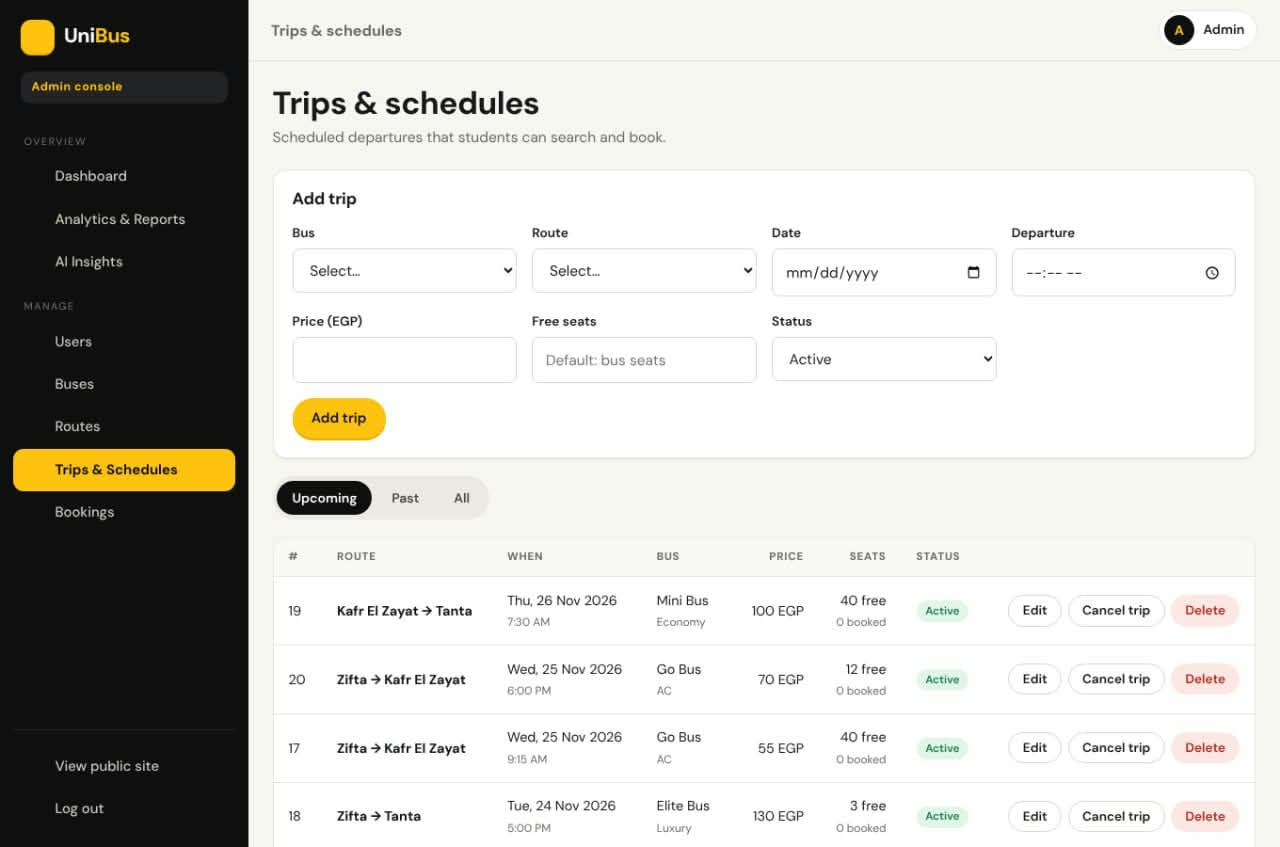 UniBus
Admin console
OVERVIEW
Dashboard
Analytics & Reports
AI Insights
MANAGE
Users
Buses
Routes
Trips & Schedules
Bookings
View public site
Log out
Trips & schedules
A Admin
Trips & schedules
Scheduled departures that students can search and book.
Add trip
Bus Route Date Departure
Select... Select... mm/dd/yyyy --:-- --
Price (EGP) Free seats Status
Default: bus seats Active
Add trip
Upcoming Past All
# ROUTE WHEN BUS PRICE SEATS STATUS
19 Kafr El Zayat → Tanta Thu, 26 Nov 2026 Mini Bus 100 EGP 40 free Active Edit Cancel trip Delete
7:30 AM Economy 0 booked
20 Zifta → Kafr El Zayat Wed, 25 Nov 2026 Go Bus 70 EGP 12 free Active Edit Cancel trip Delete
6:00 PM AC 0 booked
17 Zifta → Kafr El Zayat Wed, 25 Nov 2026 Go Bus 55 EGP 40 free Active Edit Cancel trip Delete
9:15 AM AC 0 booked
18 Zifta → Tanta Tue, 24 Nov 2026 Elite Bus 130 EGP 3 free Active Edit Cancel trip Delete
5:00 PM Luxury 0 booked